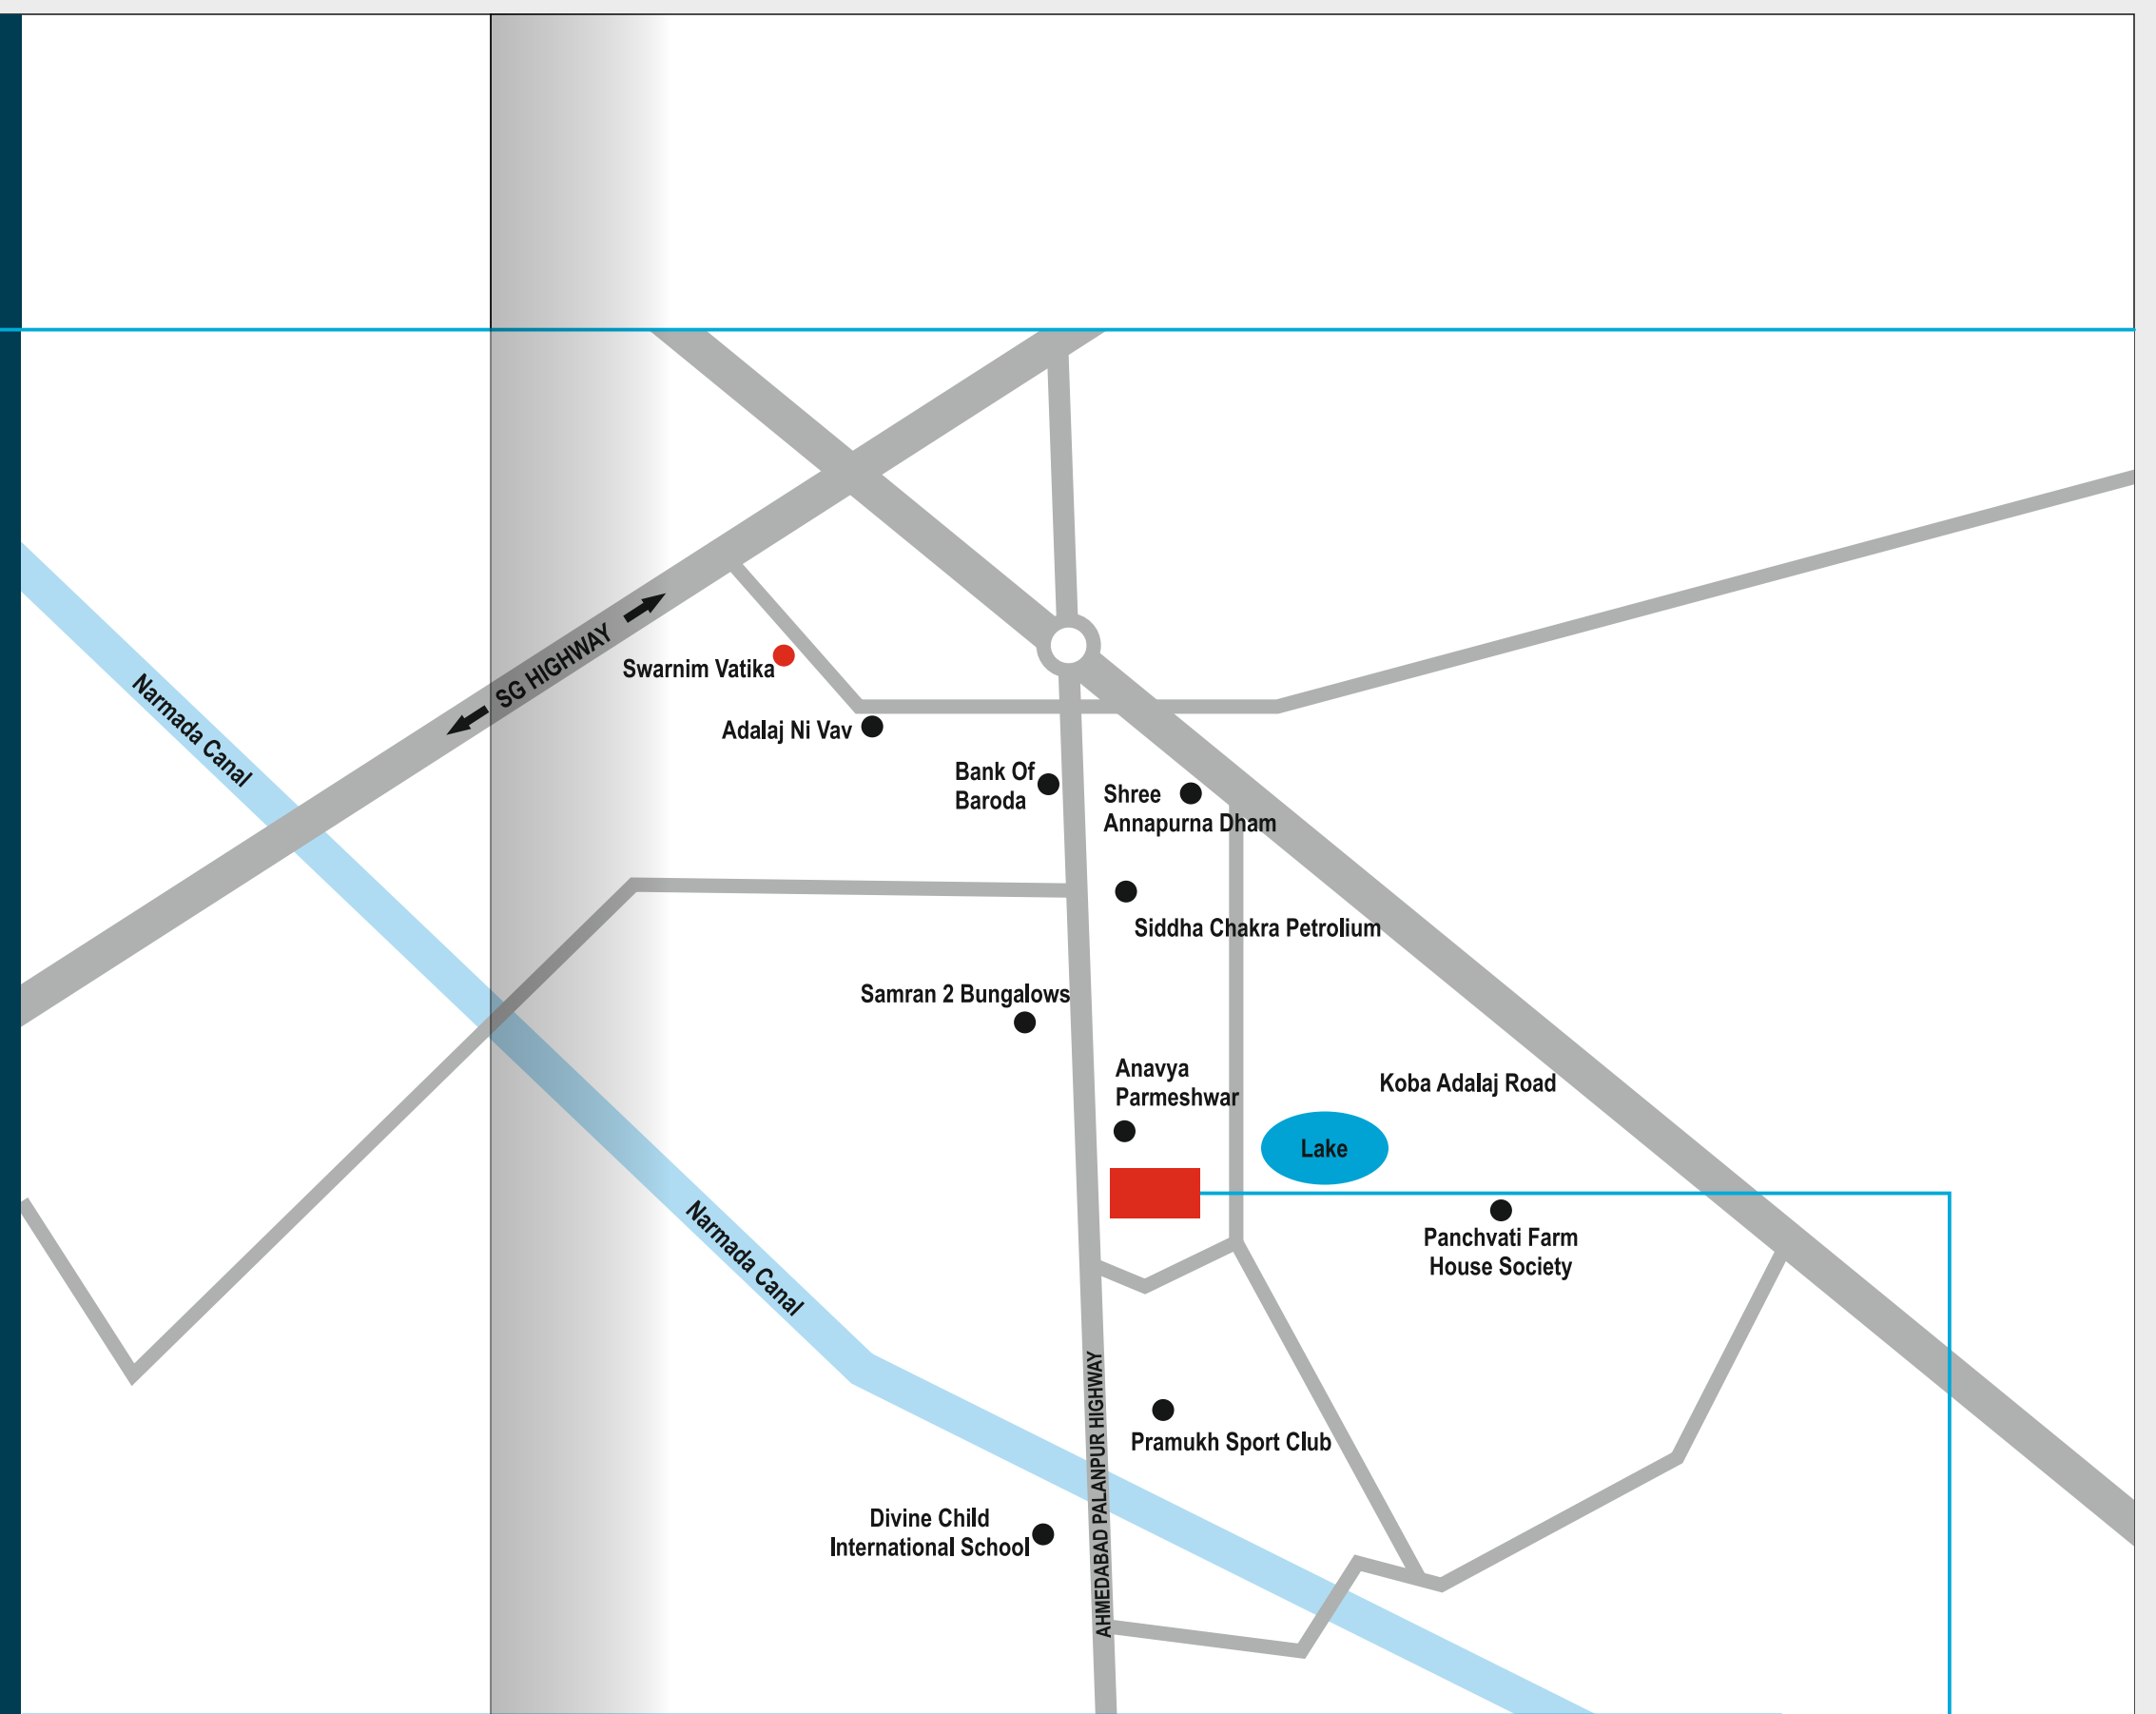 SG HIGHWAY
Narmada Canal
Swarnim Vatika
Adalaj Ni Vav
Bank Of
Baroda
Shree
Annapurna Dham
Siddha Chakra Petrolium
Samran 2 Bungalows
Anavya
Parmeshwar
Koba Adalaj Road
Lake
Panchvati Farm
House Society
Narmada Canal
AHMEDABAD PALANPUR HIGHWAY
Pramukh Sport Club
Divine Child
International School